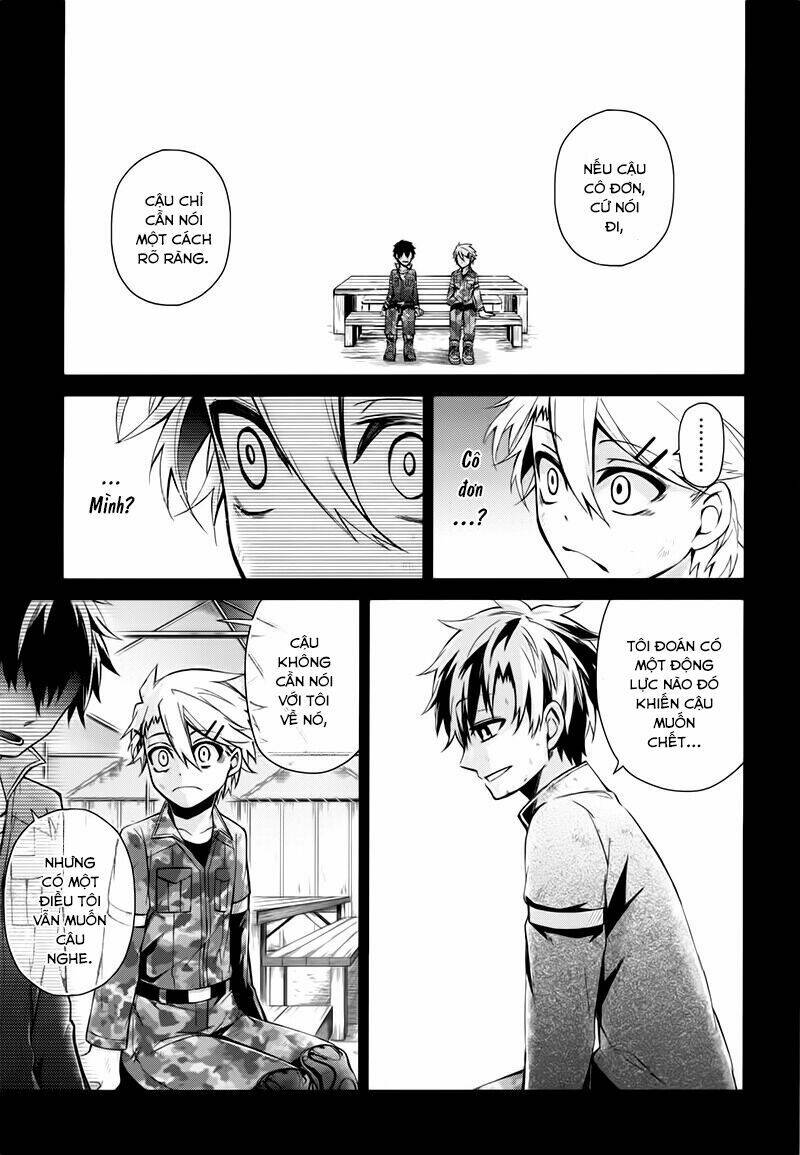 NẾU CẬU
CÔ ĐƠN,
CỨ NÓI
ĐI,
CẬU CHỈ
CẦN NÓI
MỘT CÁCH
RÕ RÀNG.
........
Cô
đơn
...?
...
Mình?
TÔI ĐOÁN CÓ
MỘT ĐỘNG
LỰC NÀO ĐÓ
KHIẾN CẬU
MUỐN
CHẾT...
CẬU
KHÔNG
CẦN NÓI
VỚI TÔI
VỀ NÓ,
NHƯNG
CÓ MỘT
ĐIỀU TÔI
VẪN MUỐN
CẬU
NGHE.